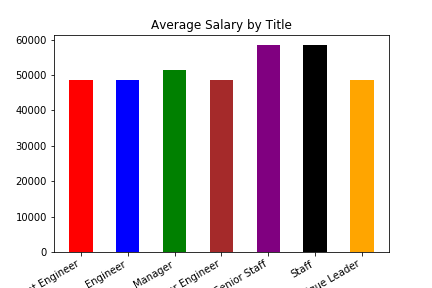 Average Salary by Title
60000
50000
40000
30000
20000
10000
0
Engineer
Engineer
Manager
Engineer
Senior Staff
Staff
Leader